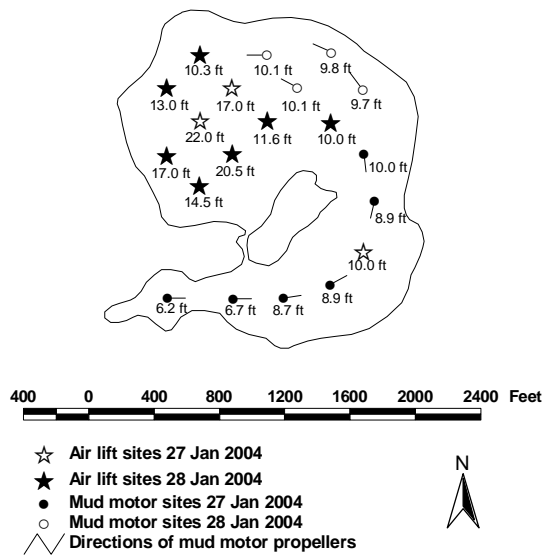 10.3 ft
10.1 ft
9.8 ft
13.0 ft
17.0 ft
10.1 ft
9.7 ft
22.0 ft
11.6 ft
10.0 ft
17.0 ft
20.5 ft
10.0 ft
14.5 ft
8.9 ft
10.0 ft
6.2 ft
6.7 ft
8.7 ft
8.9 ft
400 0 400 800 1200 1600 2000 2400 Feet
Air lift sites 27 Jan 2004
Air lift sites 28 Jan 2004
Mud motor sites 27 Jan 2004
Mud motor sites 28 Jan 2004
Directions of mud motor propellers
N